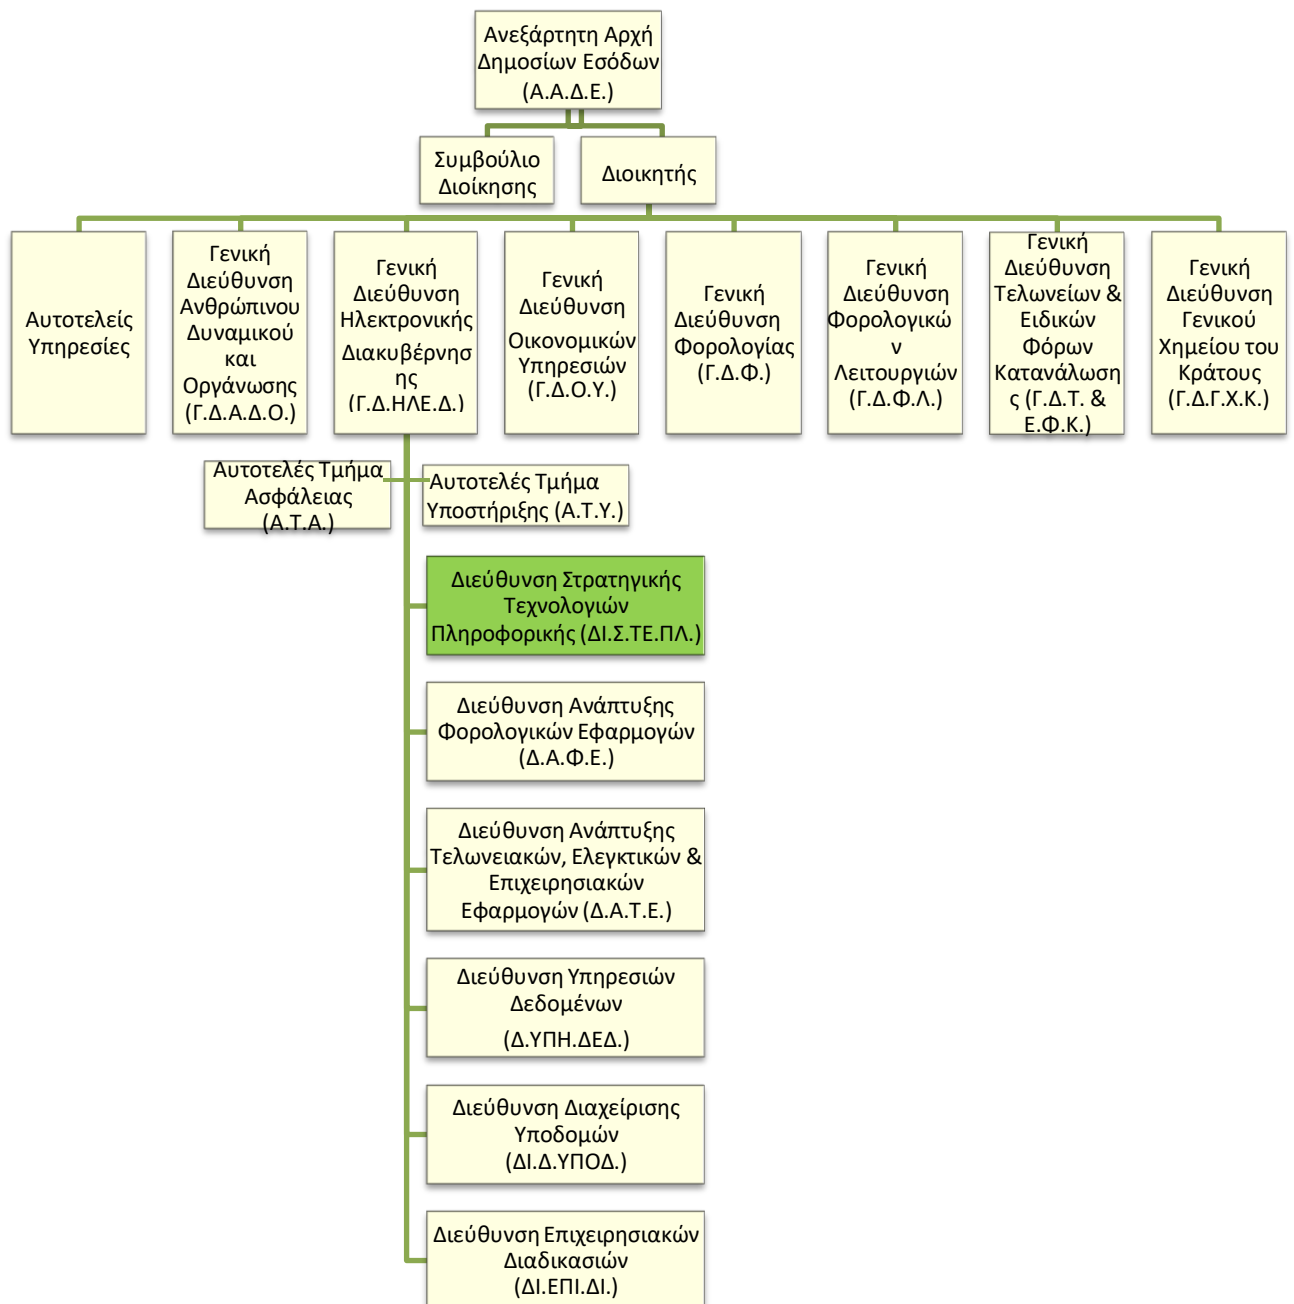 Ανεξάρτητη Αρχή
Δημοσίων Εσόδων
(Α.Α.Δ.Ε.)
Συμβούλιο
Διοίκησης
Διοικητής
Αυτοτελείς
Υπηρεσίες
Γενική
Διεύθυνση
Ανθρώπινου
Δυναμικού
και
Οργάνωσης
(Γ.Δ.Α.Δ.Ο.)
Γενική
Διεύθυνση
Ηλεκτρονικής
Διακυβέρνησ
ης
(Γ.Δ.ΗΛΕ.Δ.)
Γενική
Διεύθυνση
Οικονομικών
Υπηρεσιών
(Γ.Δ.Ο.Υ.)
Γενική
Διεύθυνση
Φορολογίας
(Γ.Δ.Φ.)
Γενική
Διεύθυνση
Φορολογικώ
ν
Λειτουργιών
(Γ.Δ.Φ.Λ.)
Γενική
Διεύθυνση
Τελωνείων &
Ειδικών
Φόρων
Κατανάλωση
ς (Γ.Δ.Τ. &
Ε.Φ.Κ.)
Γενική
Διεύθυνση
Γενικού
Χημείου του
Κράτους
(Γ.Δ.Γ.Χ.Κ.)
Αυτοτελές Τμήμα
Ασφάλειας
(Α.Τ.Α.)
Αυτοτελές Τμήμα
Υποστήριξης (Α.Τ.Υ.)
Διεύθυνση Στρατηγικής
Τεχνολογιών
Πληροφορικής (ΔΙ.Σ.ΤΕ.ΠΛ.)
Διεύθυνση Ανάπτυξης
Φορολογικών Εφαρμογών
(Δ.Α.Φ.Ε.)
Διεύθυνση Ανάπτυξης
Τελωνειακών, Ελεγκτικών &
Επιχειρησιακών
Εφαρμογών (Δ.Α.Τ.Ε.)
Διεύθυνση Υπηρεσιών
Δεδομένων
(Δ.ΥΠΗ.ΔΕΔ.)
Διεύθυνση Διαχείρισης
Υποδομών
(ΔΙ.Δ.ΥΠΟΔ.)
Διεύθυνση Επιχειρησιακών
Διαδικασιών
(ΔΙ.ΕΠΙ.ΔΙ.)